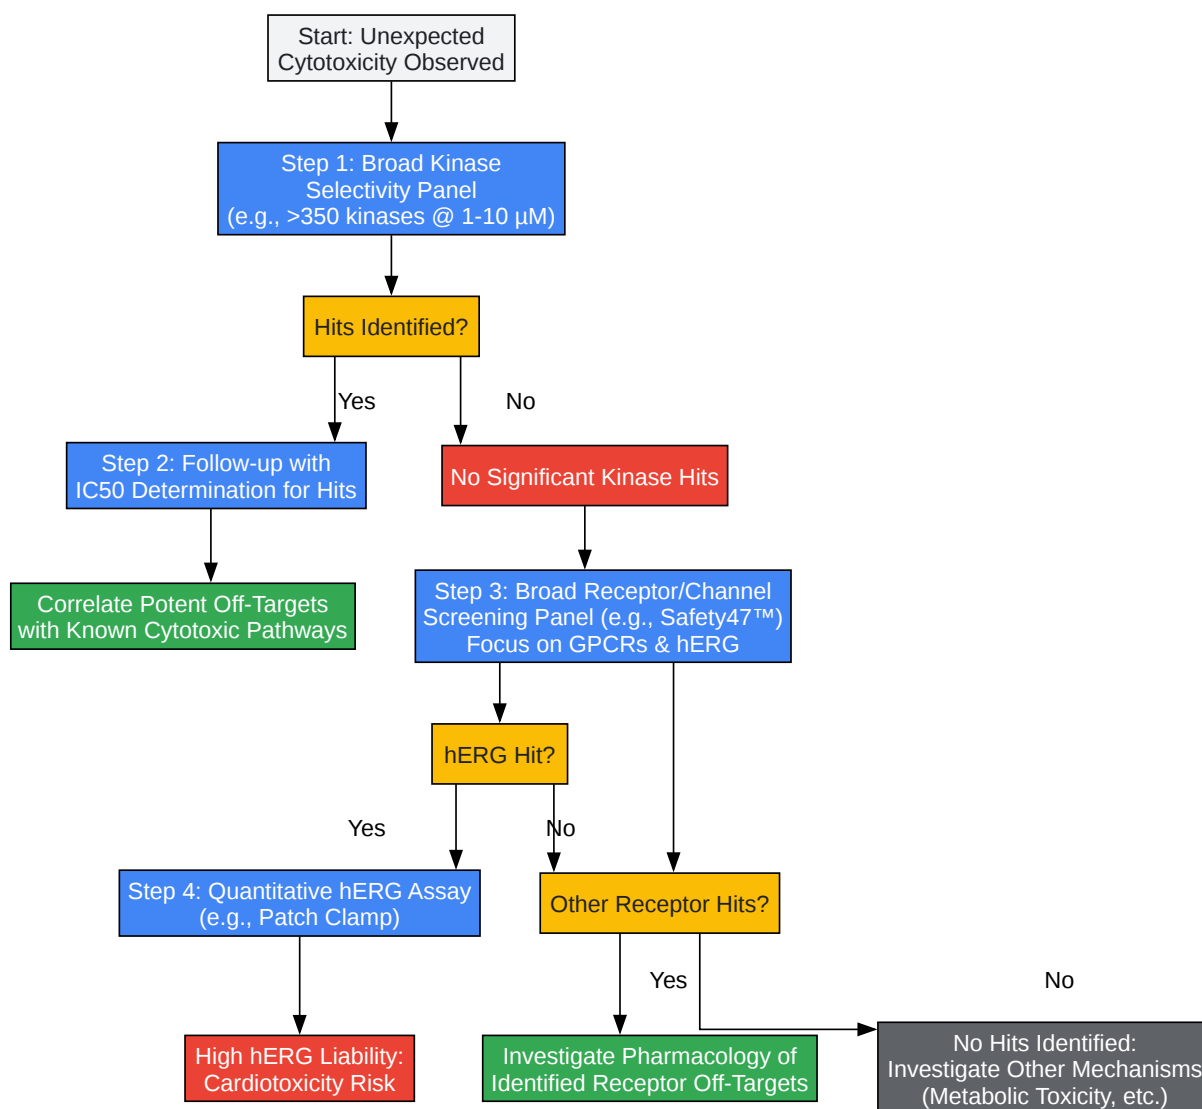 Start: Unexpected
Cytotoxicity Observed
Step 1: Broad Kinase
Selectivity Panel
(e.g., >350 kinases @ 1-10 µM)
Hits Identified?
Yes
No
Step 2: Follow-up with
IC50 Determination for Hits
No Significant Kinase Hits
Correlate Potent Off-Targets
with Known Cytotoxic Pathways
Step 3: Broad Receptor/Channel
Screening Panel (e.g., Safety47™)
Focus on GPCRs & hERG
hERG Hit?
Yes
No
Step 4: Quantitative hERG Assay
(e.g., Patch Clamp)
Other Receptor Hits?
Yes
No
High hERG Liability:
Cardiotoxicity Risk
Investigate Pharmacology of
Identified Receptor Off-Targets
No Hits Identified:
Investigate Other Mechanisms
(Metabolic Toxicity, etc.)